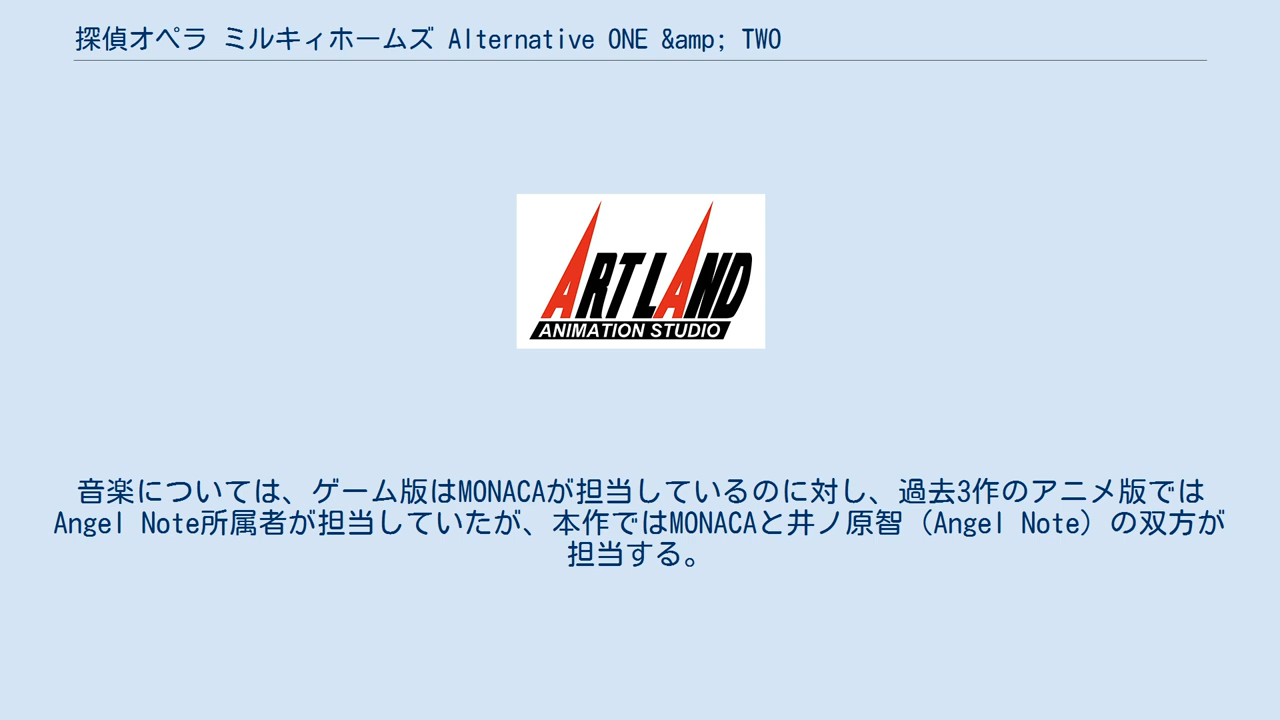 探偵オペラ ミルキィホームズ Alternative ONE &amp; TWO
ARTLAND
ANIMATION STUDIO
音楽については、ゲーム版はMONACAが担当しているのに対し、過去3作のアニメ版では
Angel Note所属者が担当していたが、本作ではMONACAと井ノ原智（Angel Note）の双方が
担当する。